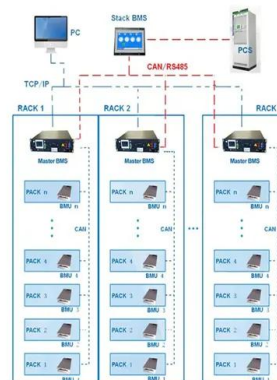 PC
Stack BMS
PCS
CAN/RS485
TCP/IP
RACK 1
RACK 2
RACK
Master BMS
Master BMS
Master BMS
PACK n
BMU n
PACK n
BMU n
PACK n
BMU n
CAN
CAN
CAN
PACK 4
BMU 4
PACK 4
BMU 4
PACK 4
BMU 4
PACK 3
BMU 3
PACK 3
BMU 3
PACK 3
BMU 3
PACK 2
BMU 2
PACK 2
BMU 2
PACK 2
BMU 2
PACK 1
PACK 1
PACK 1